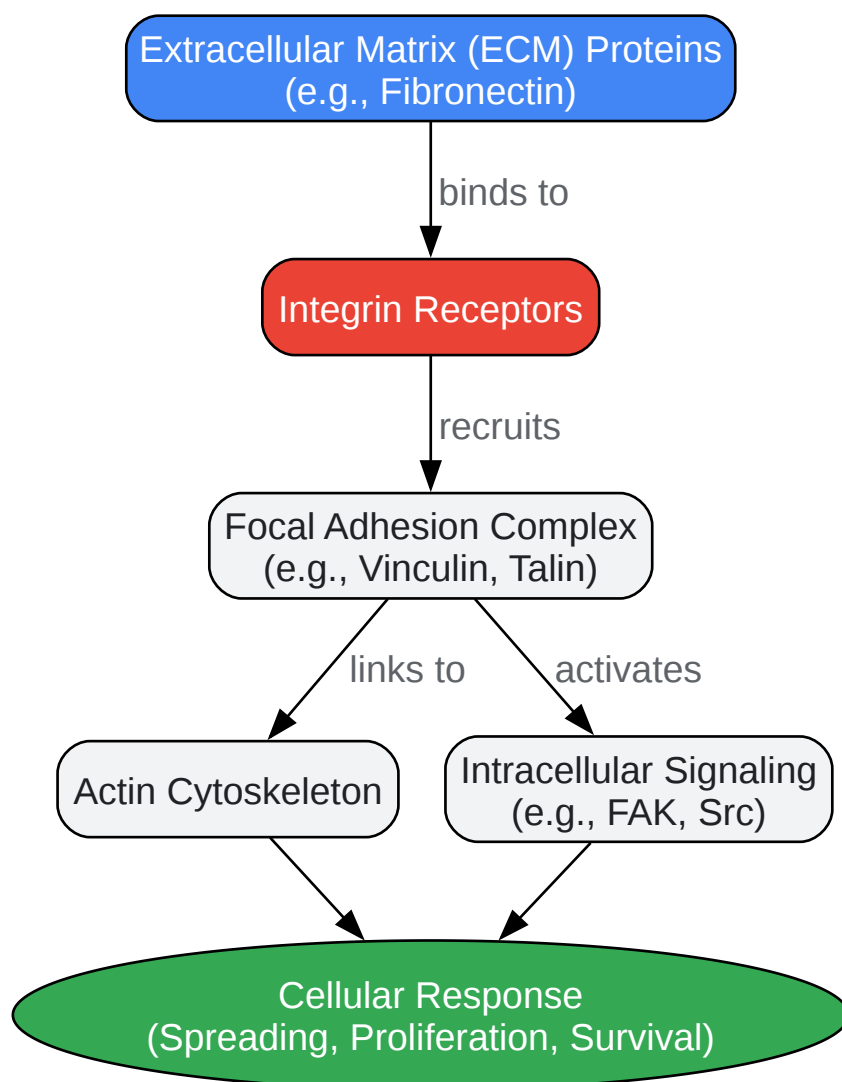 Extracellular Matrix (ECM) Proteins
(e.g., Fibronectin)
binds to
Integrin Receptors
recruits
Focal Adhesion Complex
(e.g., Vinculin, Talin)
links to
activates
Actin Cytoskeleton
Intracellular Signaling
(e.g., FAK, Src)
Cellular Response
(Spreading, Proliferation, Survival)